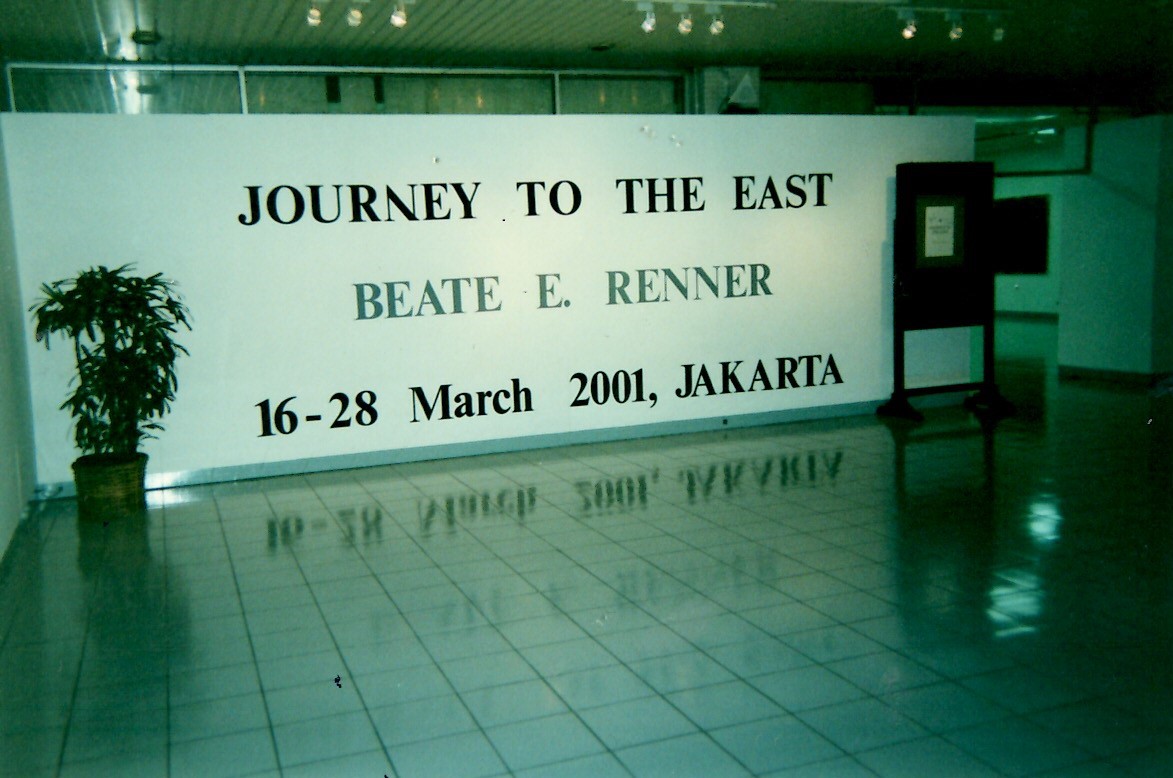 JOURNEY TO THE EAST
BEATE E. RENNER
16-28 March 2001, JAKARTA